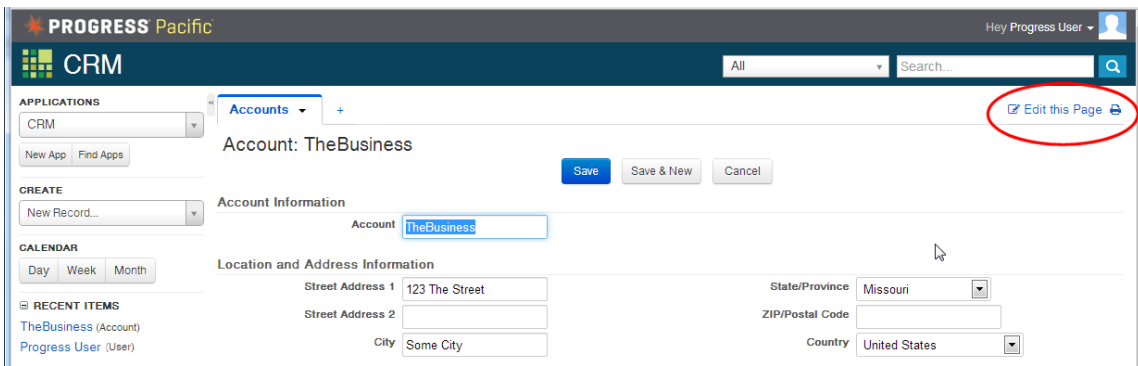 PROGRESS Pacific
Hey Progress User
CRM
All
Search...
APPLICATIONS
CRM
New App Find Apps
CREATE
New Record...
CALENDAR
Day Week Month
RECENT ITEMS
TheBusiness (Account)
Progress User (User)
Accounts +
Edit this Page
Account: TheBusiness
Save Save & New Cancel
Account Information
Account TheBusiness
Location and Address Information
Street Address 1 123 The Street State/Province Missouri
Street Address 2 ZIP/Postal Code
City Some City Country United States